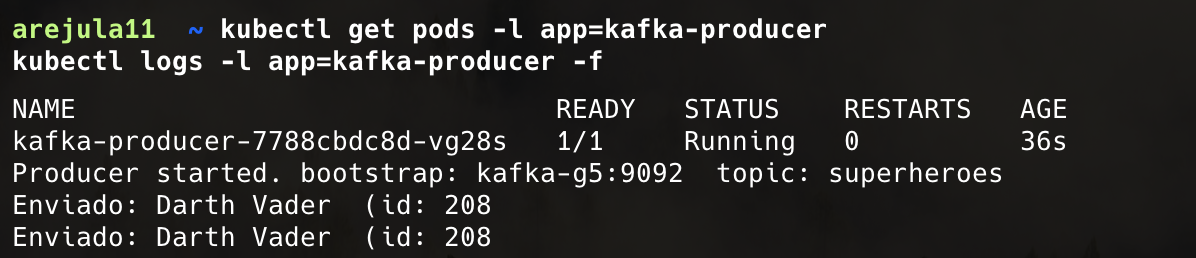 arejula11 ~ kubectl get pods -l app=kafka-producer
kubectl logs -l app=kafka-producer -f
NAME READY STATUS RESTARTS AGE
kafka-producer-7788cbdc8d-vg28s 1/1 Running 0 36s
Producer started. bootstrap: kafka-g5:9092 topic: superheroes
Enviado: Darth Vader (id: 208
Enviado: Darth Vader (id: 208